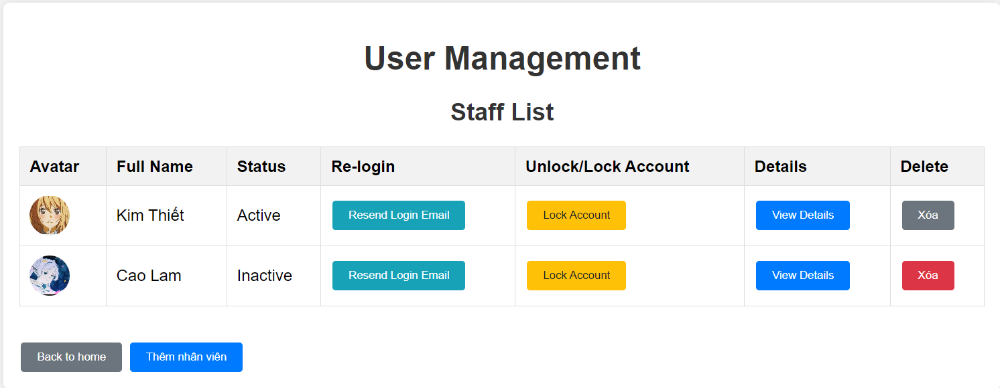 User Management
Staff List
Avatar Full Name Status Re-login Unlock/Lock Account Details Delete
Kim Thiết Active Resend Login Email Lock Account View Details Xóa
Cao Lam Inactive Resend Login Email Lock Account View Details Xóa
Back to home Thêm nhân viên